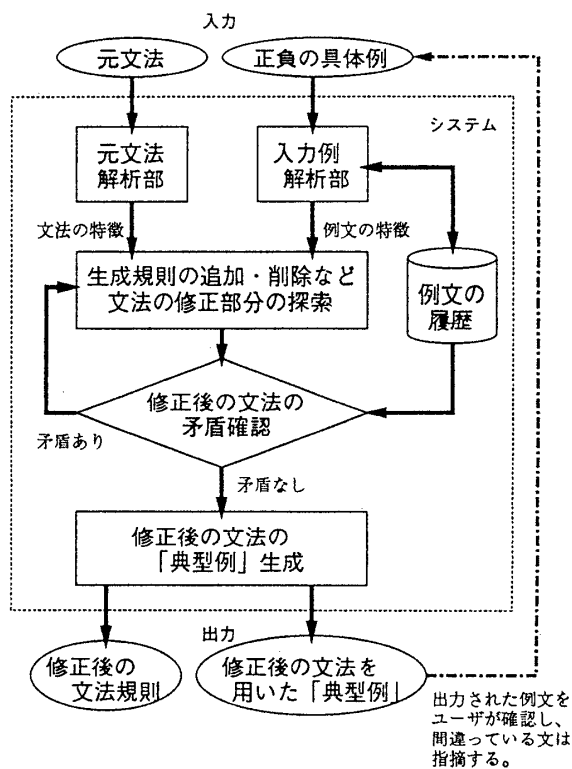 入力
元文法
正負の具体例
システム
元文法
解析部
入力例
解析部
文法の特徴
例文の特徴
生成規則の追加・削除など
文法の修正部分の探索
例文の
履歴
修正後の文法の
矛盾確認
矛盾あり
矛盾なし
修正後の文法の
「典型例」生成
出力
修正後の
文法規則
修正後の文法を
用いた「典型例」
出力された例文を
ユーザが確認し、
間違っている文は
指摘する。